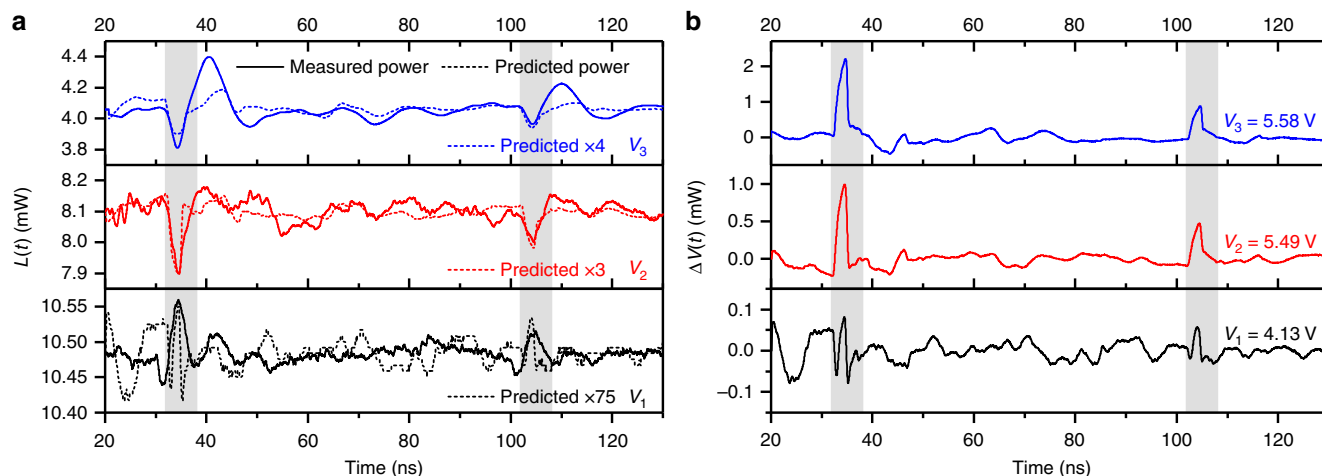 a
20 40 60 80 100 120
4.4
4.2
4.0
3.8
Measured power Predicted power
Predicted ×4 V3
8.2
8.1
8.0
7.9
Predicted ×3 V2
10.55
10.50
10.45
10.40
Predicted ×75 V1
L(t) (mW)
20 40 60 80 100 120
Time (ns)
b
20 40 60 80 100 120
2
1
0
V3 = 5.58 V
1.0
0.5
0.0
V2 = 5.49 V
0.1
0.0
–0.1
V1 = 4.13 V
ΔV(t) (mW)
20 40 60 80 100 120
Time (ns)